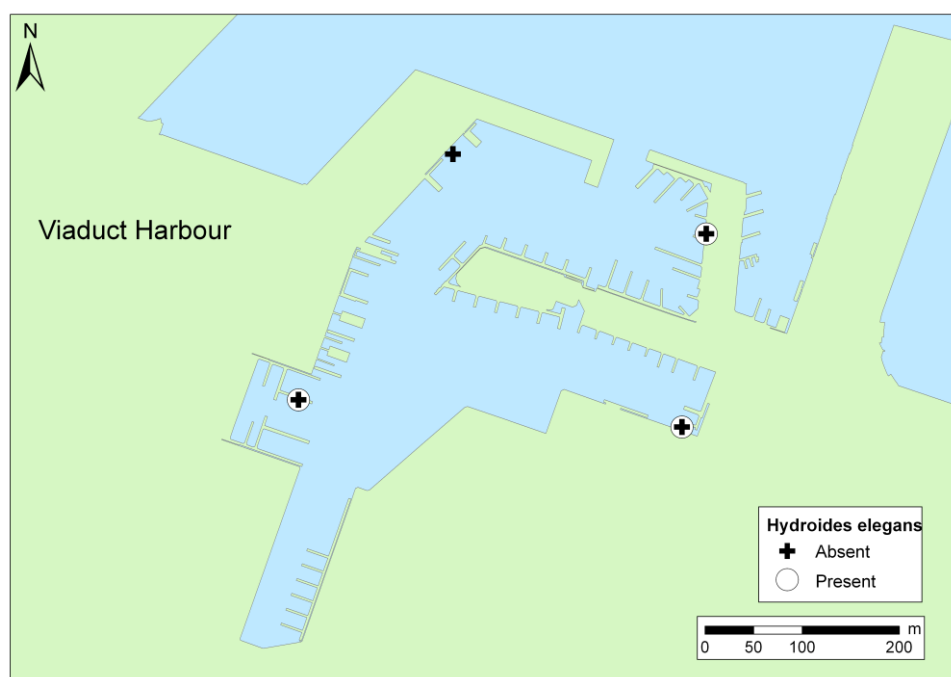 N
Viaduct Harbour
Hydroides elegans
Absent
Present
m
0 50 100 200